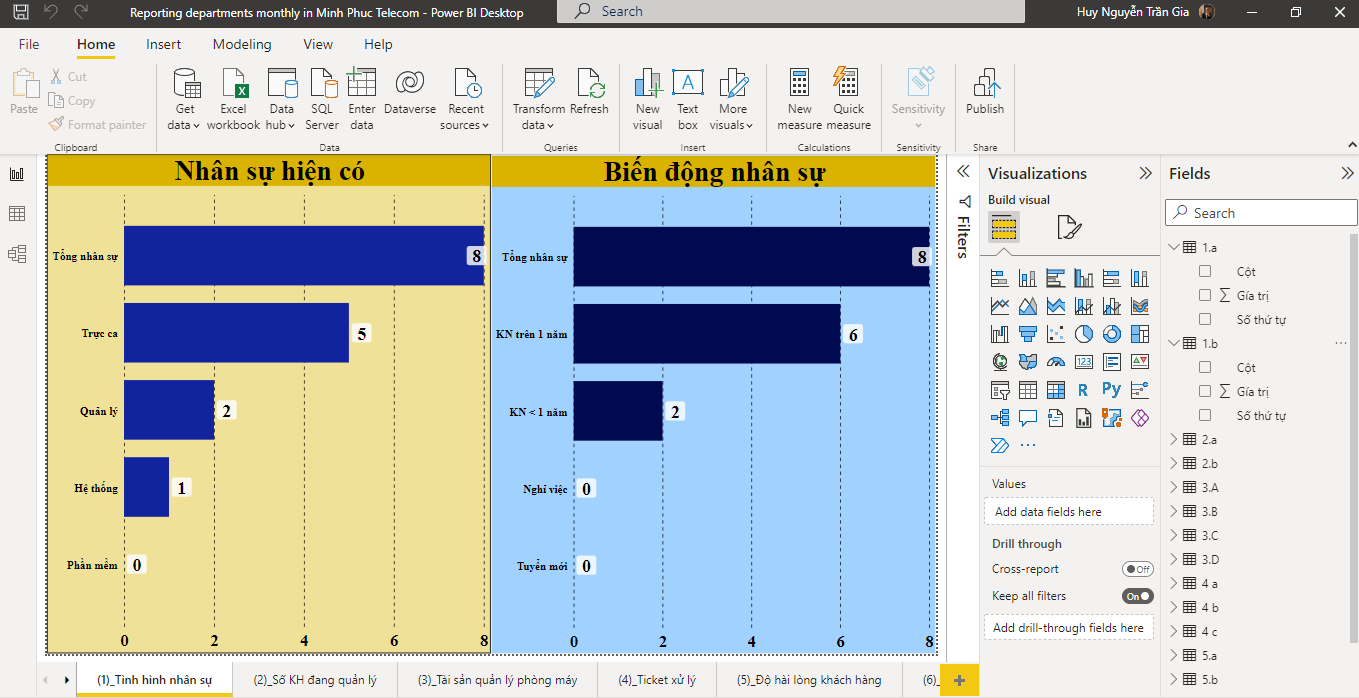 Reporting departments monthly in Minh Phuc Telecom - Power BI Desktop
Search
Huy Nguyễn Trần Gia
File
Home
Insert
Modeling
View
Help
Paste
Cut
Copy
Format painter
Clipboard
Get
data
Excel
workbook
Data
hub
SQL
Server
Enter
data
Dataverse
Recent
sources
Data
Transform
data
Refresh
Queries
New
visual
Text
box
More
visuals
Insert
New
measure
Quick
measure
Calculations
Sensitivity
Sensitivity
Publish
Share
Nhân sự hiện có
Tổng nhân sự
8
Trực ca
5
Quản lý
2
Hệ thống
1
Phần mềm
0
0 2 4 6 8
Biến động nhân sự
Tổng nhân sự
8
KN trên 1 năm
6
KN < 1 năm
2
Nghỉ việc
0
Tuyển mới
0
0 2 4 6 8
Filters
Visualizations
Build visual
123
R
Py
Values
Add data fields here
Drill through
Cross-report
Off
Keep all filters
On
Add drill-through fields here
Fields
Search
1.a
Cột
∑ Gía trị
Số thứ tự
1.b
Cột
∑ Gía trị
Số thứ tự
2.a
2.b
3.A
3.B
3.C
3.D
4 a
4 b
4 c
5.a
5.b
(1)_Tình hình nhân sự
(2)_Số KH đang quản lý
(3)_Tài sản quản lý phòng máy
(4)_Ticket xử lý
(5)_Độ hài lòng khách hàng
(6)_